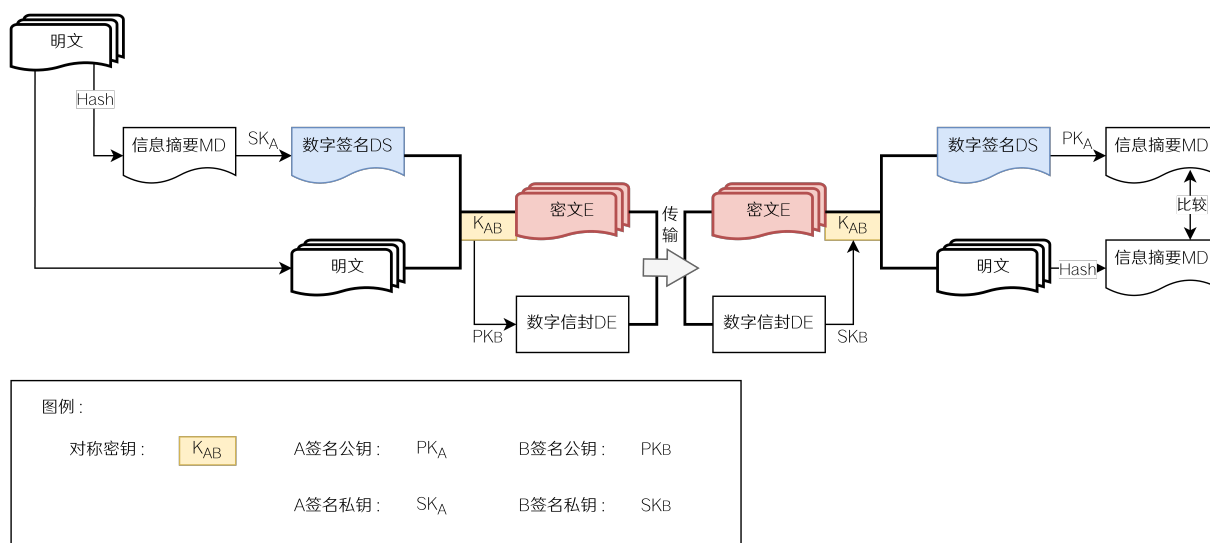 明文
Hash
信息摘要MD
SKA
数字签名DS
明文
KAB
密文E
PKB
数字信封DE
传输
密文E
KAB
数字信封DE
SKB
数字签名DS
PKA
信息摘要MD
比较
明文
Hash
信息摘要MD
图例：
对称密钥： KAB A签名公钥： PKA B签名公钥： PKB
A签名私钥： SKA B签名私钥： SKB